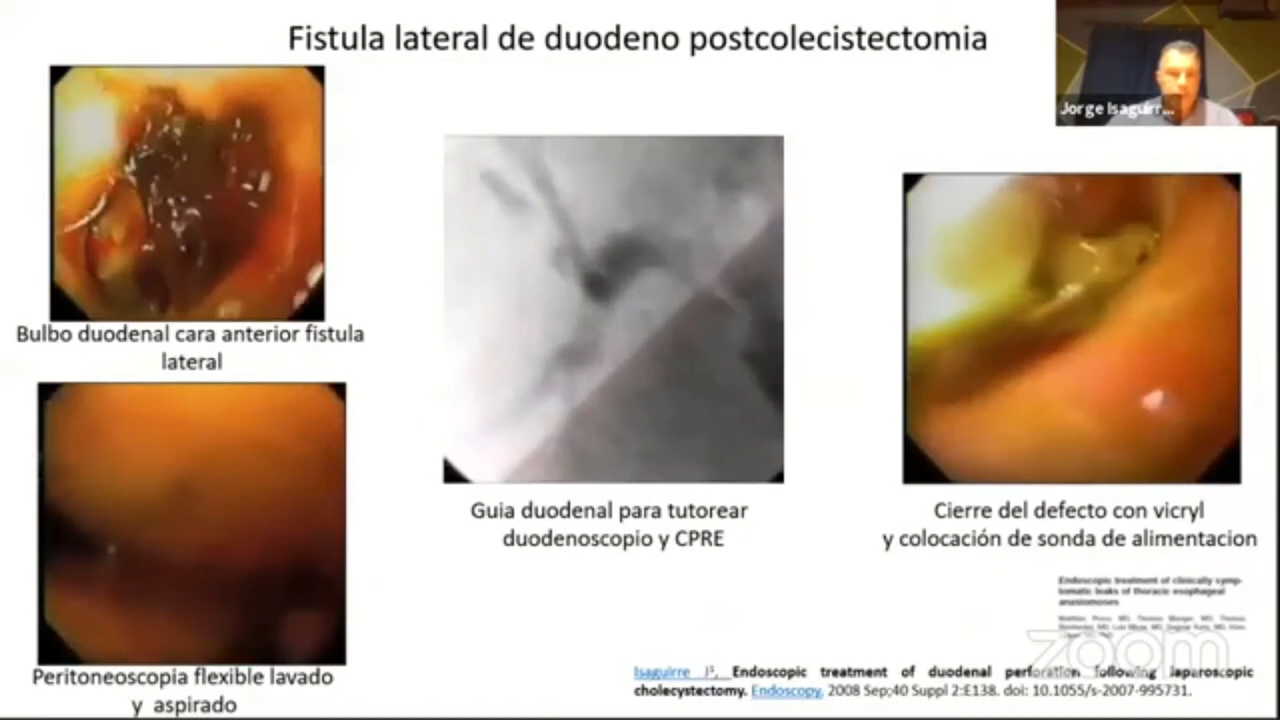 Fistula lateral de duodeno postcolecistectomia
Jorge Isaguirr...
Bulbo duodenal cara anterior fistula
lateral
Guia duodenal para tutorear
duodenoscopio y CPRE
Cierre del defecto con vicryl
y colocación de sonda de alimentacion
Peritoneoscopia flexible lavado
y aspirado
Endoscopic treatment of clinically symp-
tomatic leaks of thoracic esophageal
anastomoses
zoom
Isaguirre J¹, Endoscopic treatment of duodenal perforation following laparoscopic
cholecystectomy. Endoscopy. 2008 Sep;40 Suppl 2:E138. doi: 10.1055/s-2007-995731.